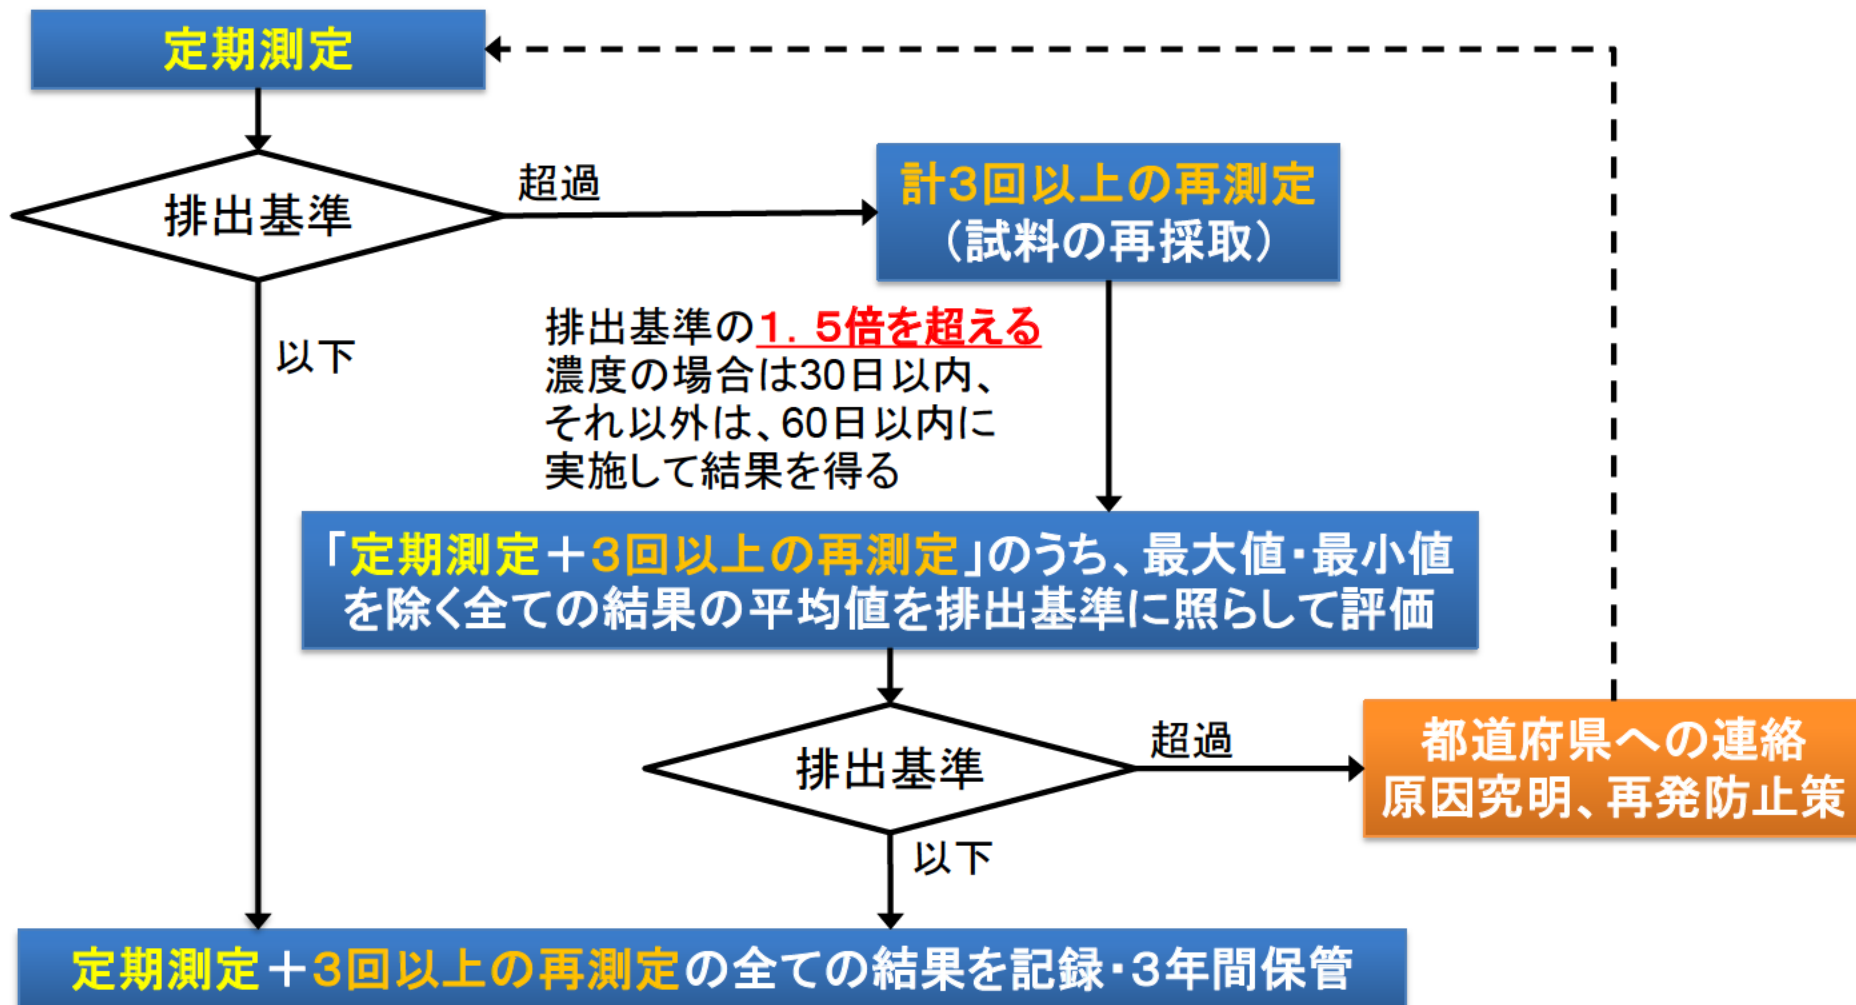 定期測定
排出基準
超過
計3回以上の再測定
（試料の再採取）
以下
排出基準の1．5倍を超える
濃度の場合は30日以内、
それ以外は、60日以内に
実施して結果を得る
「定期測定＋3回以上の再測定」のうち、最大値・最小値
を除く全ての結果の平均値を排出基準に照らして評価
排出基準
超過
都道府県への連絡
原因究明、再発防止策
以下
定期測定＋3回以上の再測定の全ての結果を記録・3年間保管